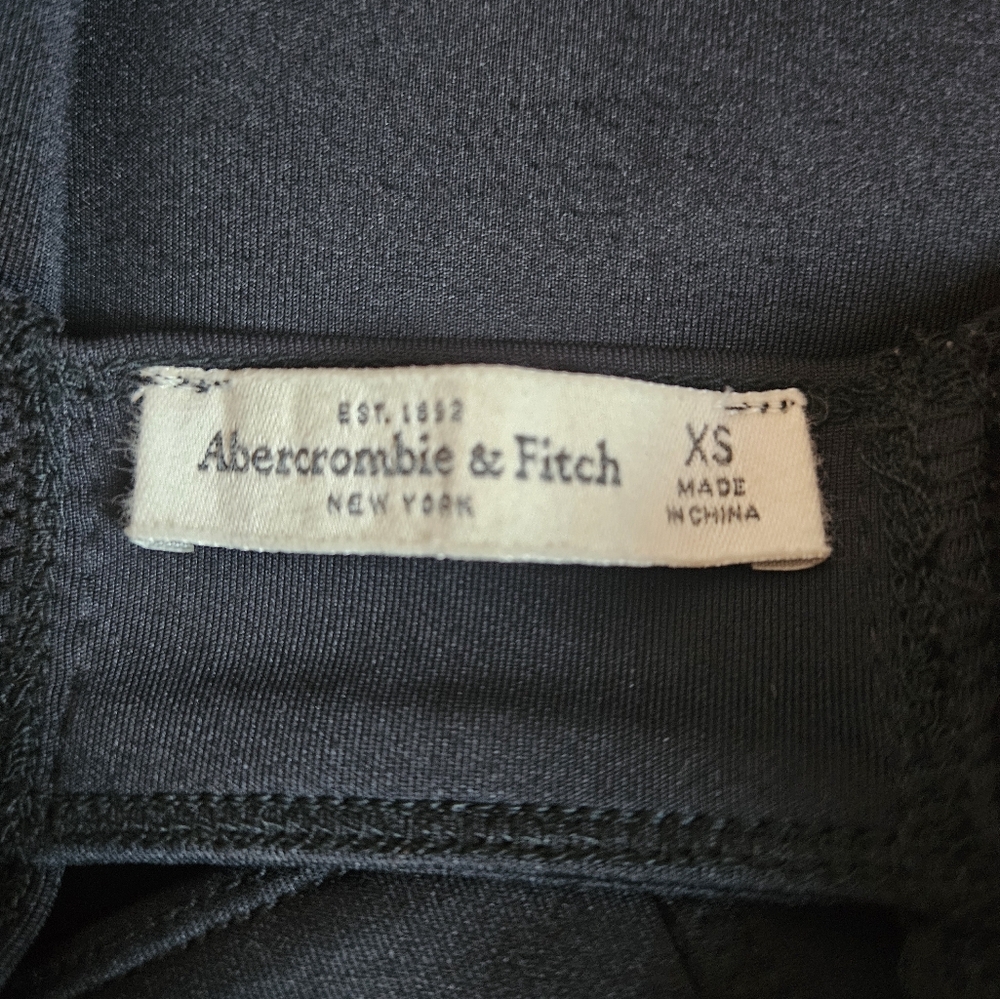 EST. 1892
Abercrombie & Fitch
NEW YORK
XS
MADE
IN CHINA